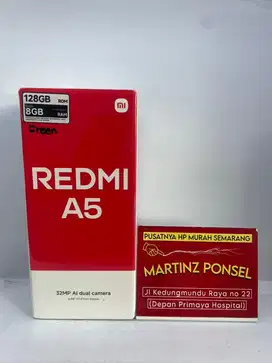 128GB ROM
8GB RAM
Green
mi
REDMI
A5
32MP AI dual camera
PUSATNYA HP MURAH SEMARANG
MARTINZ PONSEL
Jl Kedungmundu Raya no 22
(Depan Primaya Hospital)